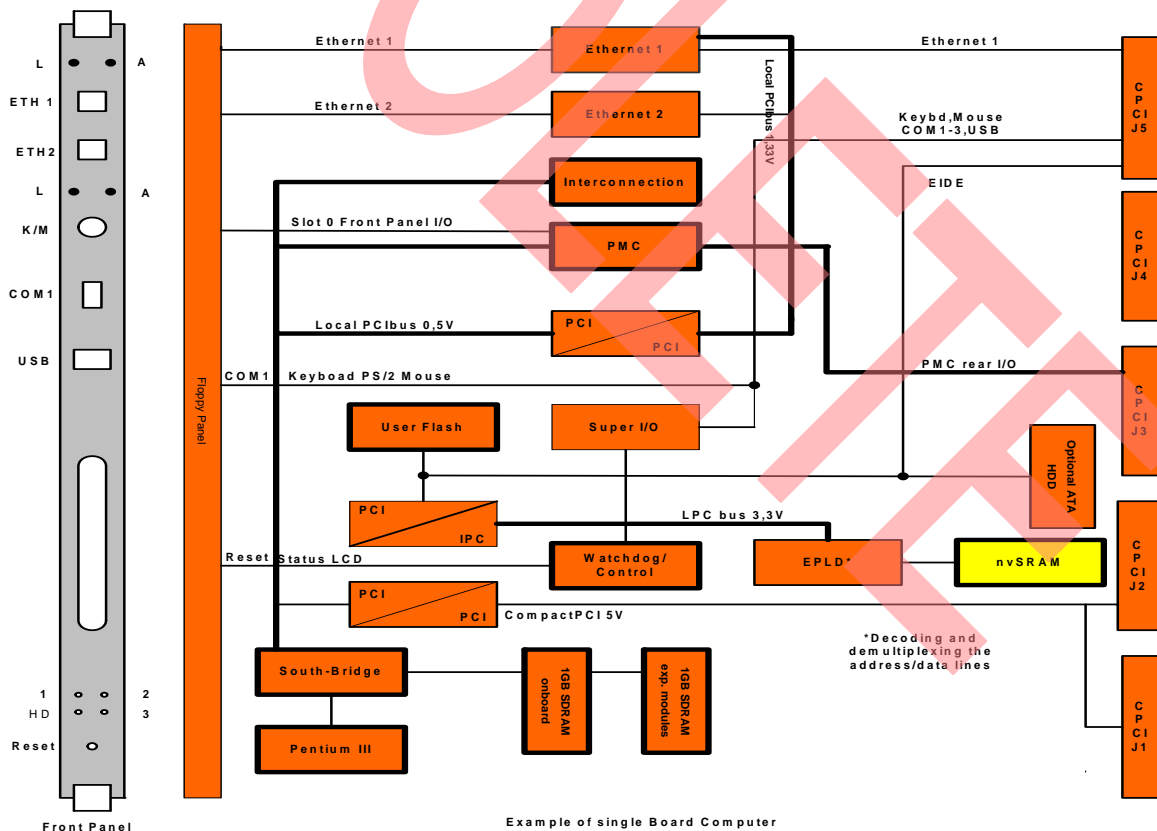 L
A
ETH 1
ETH2
L
A
K/M
COM1
USB
1
2
HD
3
Reset
Front Panel
Floppy Panel
Ethernet 1
Ethernet 1
Ethernet 1
Ethernet 2
Ethernet 2
Local PCIbus 1,33V
Keybd,Mouse
COM1-3,USB
EIDE
Interconnection
Slot 0 Front Panel I/O
PMC
Local PCIbus 0,5V
PCI
PCI
PMC rear I/O
COM1
Keyboad PS/2 Mouse
User Flash
Super I/O
Optional ATA
HDD
PCI
IPC
LPC bus 3,3V
Reset
Status LCD
Watchdog/
Control
EPLD*
nvSRAM
PCI
PCI
CompactPCI 5V
*Decoding and
demultiplexing the
address/data lines
South-Bridge
1GB SDRAM
onboard
1GB SDRAM
exp. modules
Pentium III
CPCI J5
CPCI J4
CPCI J3
CPCI J2
CPCI J1
Example of single Board Computer